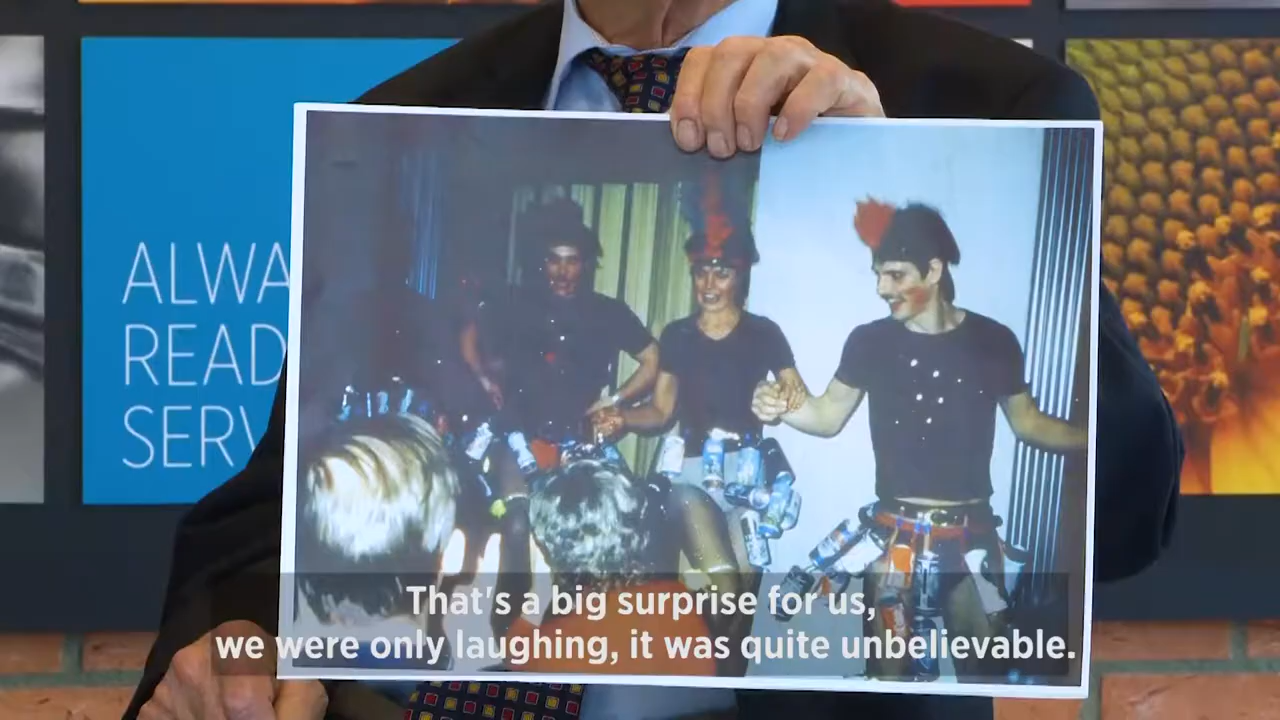 ALWA
READ
SERV
That's a big surprise for us,
we were only laughing, it was quite unbelievable.